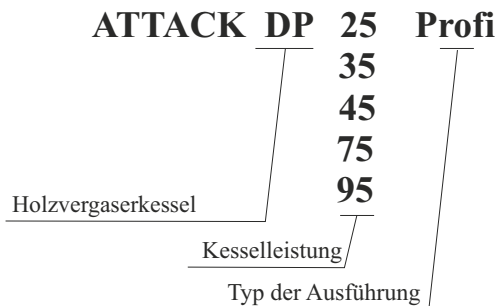 ATTACK DP 25 Profi
35
45
75
95
Holzvergaserkessel
Kesselleistung
Typ der Ausführung